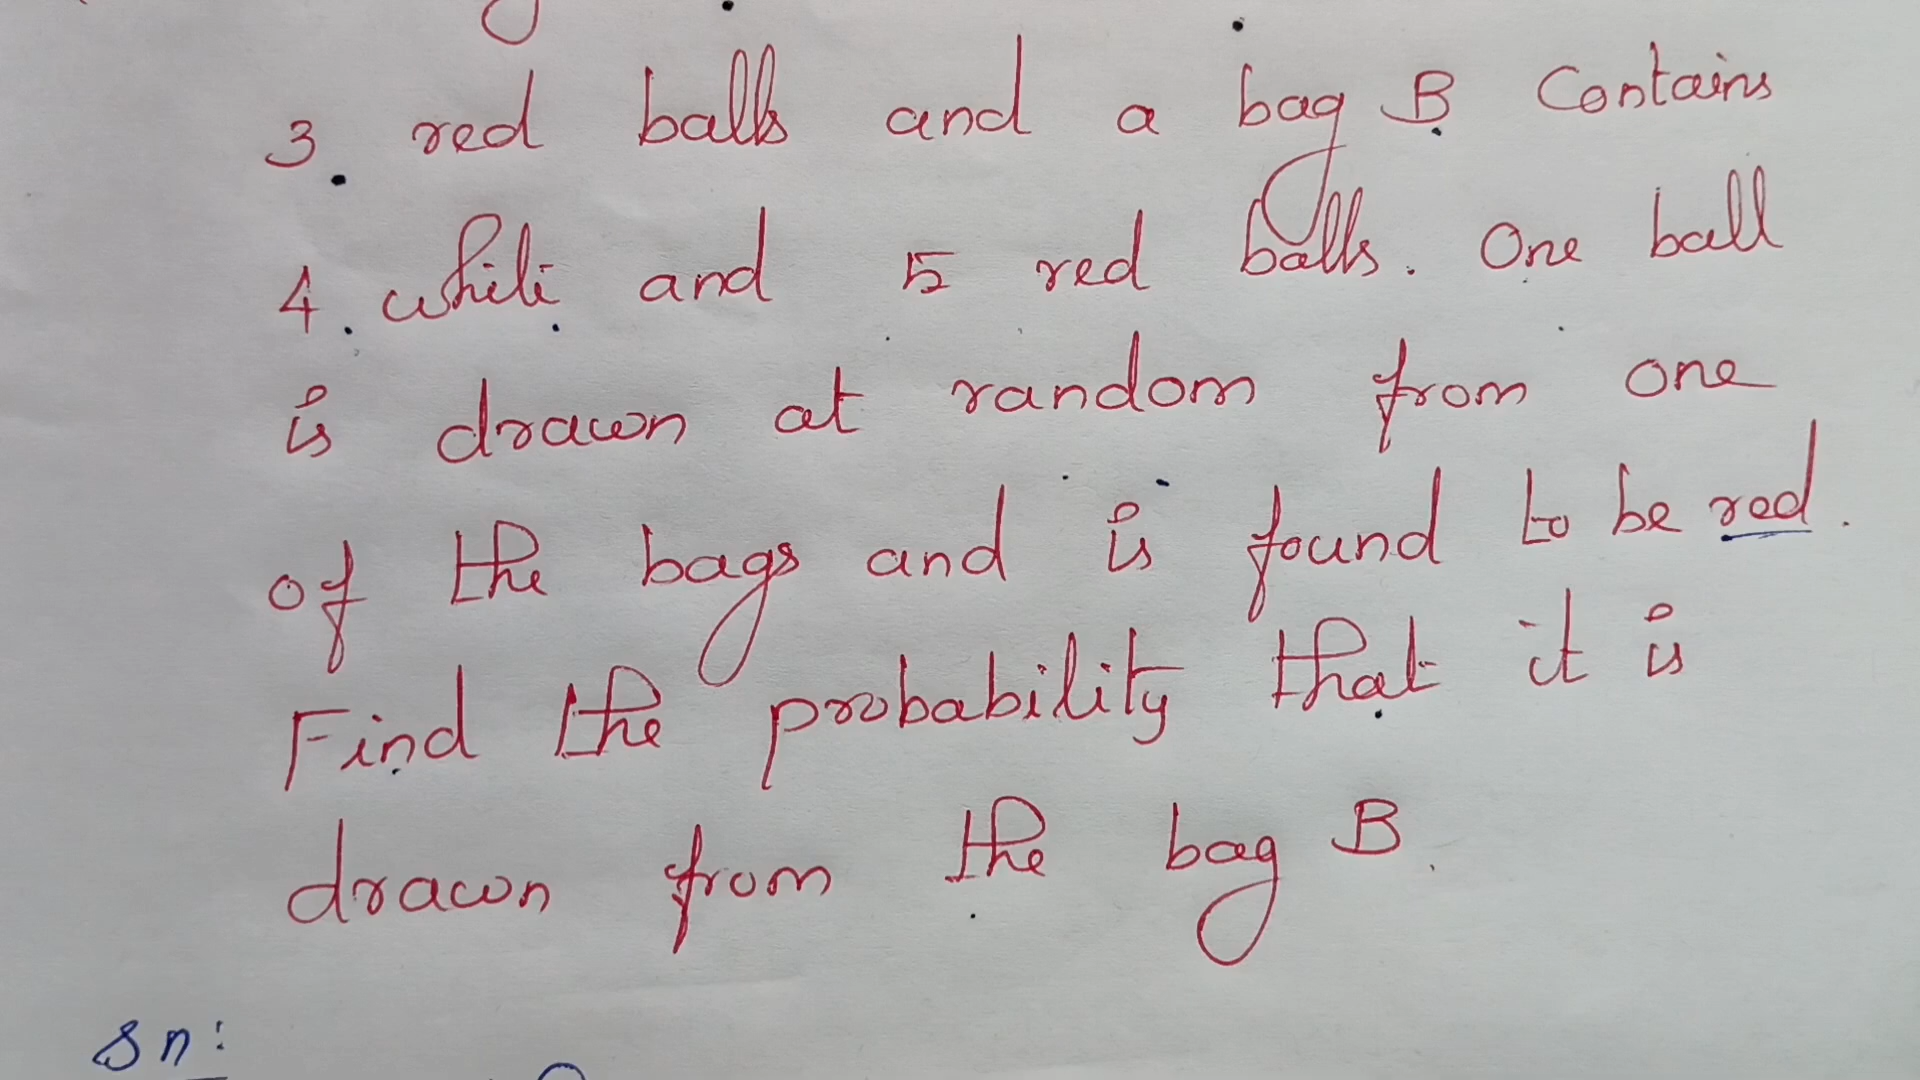 3 red balls and a bag B Contains
4 white and 5 red balls. One ball
is drawn at random from one
of the bags and is found to be red.
Find the probability that it is
drawn from the bag B.
Sn: